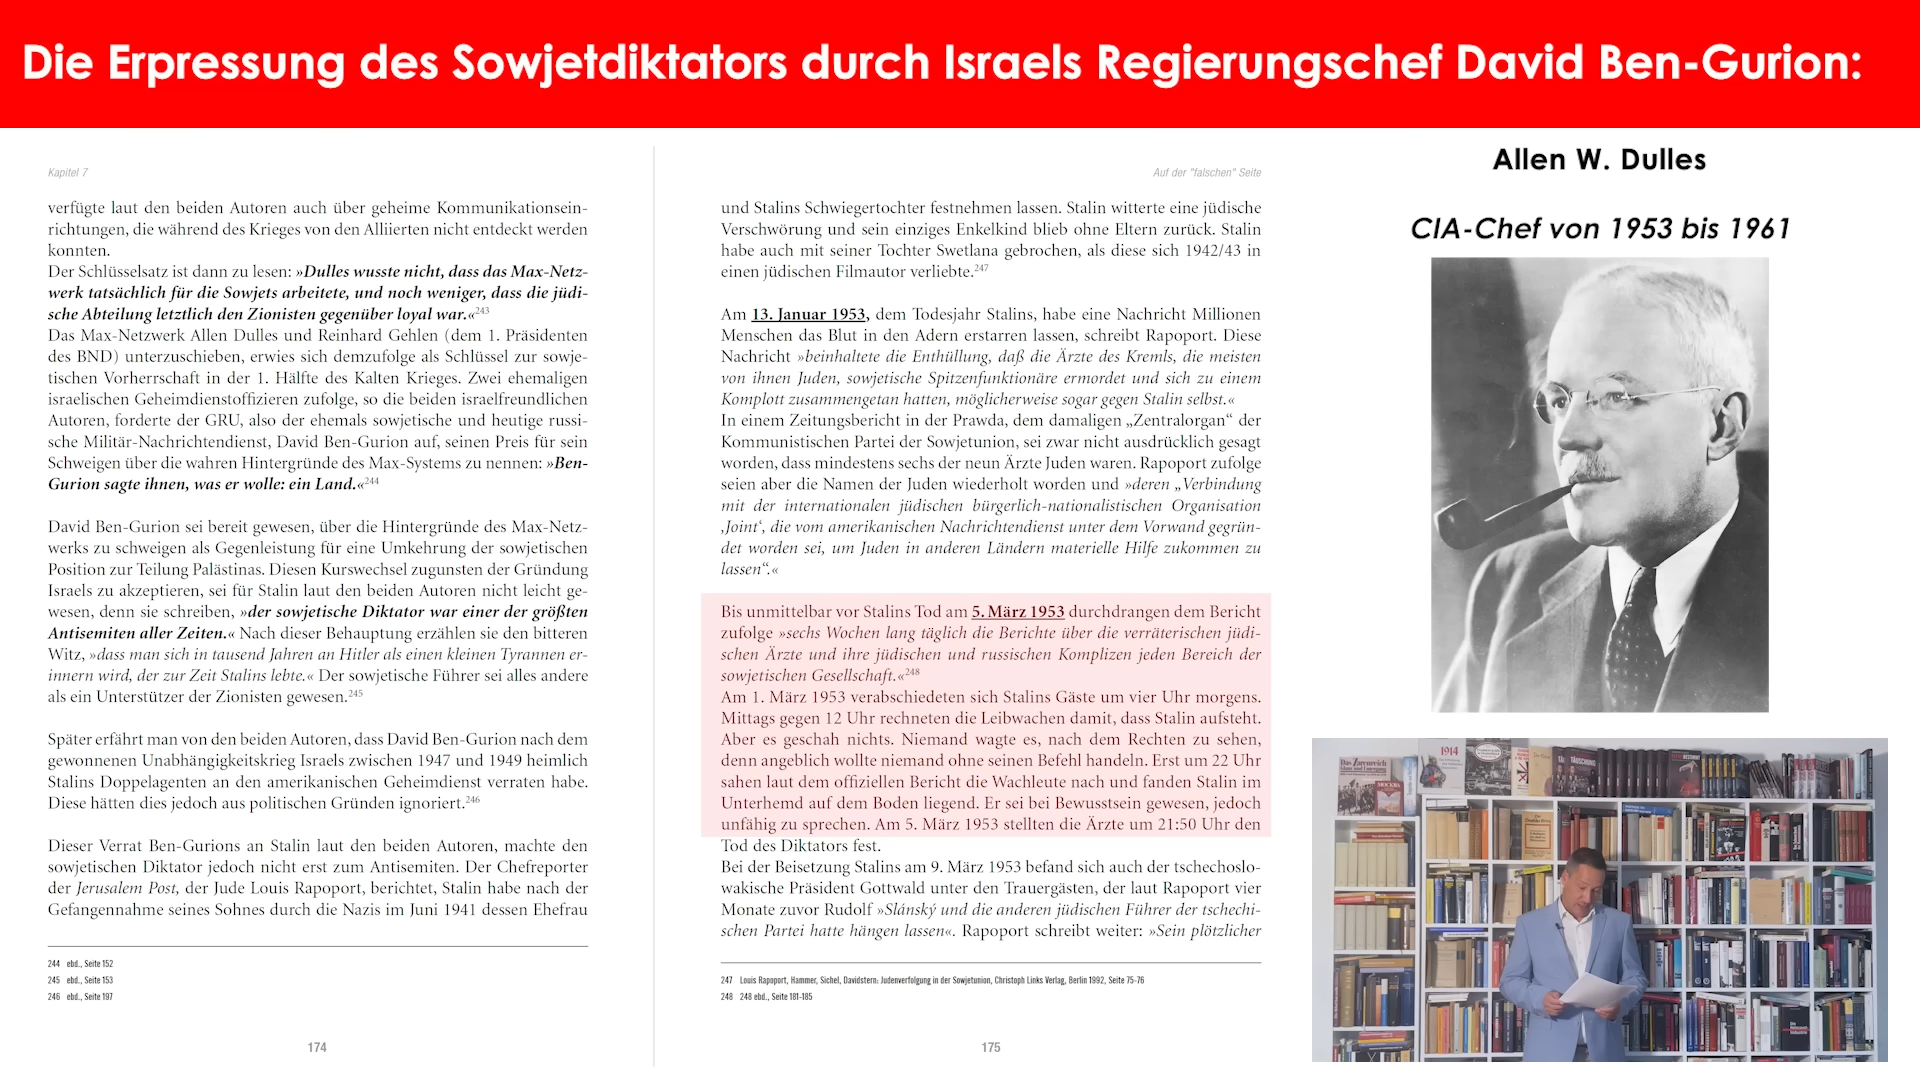 Die Erpressung des Sowjetdiktators durch Israels Regierungschef David Ben-Gurion:
Kapitel 7
verfügte laut den beiden Autoren auch über geheime Kommunikationsein-
richtungen, die während des Krieges von den Alliierten nicht entdeckt werden
konnten.
Der Schlüsselsatz ist dann zu lesen: »Dulles wusste nicht, dass das Max-Netz-
werk tatsächlich für die Sowjets arbeitete, und noch weniger, dass die jüdi-
sche Abteilung letztlich den Zionisten gegenüber loyal war.«243
Das Max-Netzwerk Allen Dulles und Reinhard Gehlen (dem 1. Präsidenten
des BND) unterzuschieben, erwies sich demzufolge als Schlüssel zur sowje-
tischen Vorherrschaft in der 1. Hälfte des Kalten Krieges. Zwei ehemaligen
israelischen Geheimdienstoffizieren zufolge, so die beiden israelfreundlichen
Autoren, forderte der GRU, also der ehemals sowjetische und heutige russi-
sche Militär-Nachrichtendienst, David Ben-Gurion auf, seinen Preis für sein
Schweigen über die wahren Hintergründe des Max-Systems zu nennen: »Ben-
Gurion sagte ihnen, was er wolle: ein Land.«244
David Ben-Gurion sei bereit gewesen, über die Hintergründe des Max-Netz-
werks zu schweigen als Gegenleistung für eine Umkehrung der sowjetischen
Position zur Teilung Palästinas. Diesen Kurswechsel zugunsten der Gründung
Israels zu akzeptieren, sei für Stalin laut den beiden Autoren nicht leicht ge-
wesen, denn sie schreiben, »der sowjetische Diktator war einer der größten
Antisemiten aller Zeiten.« Nach dieser Behauptung erzählen sie den bitteren
Witz, »dass man sich in tausend Jahren an Hitler als einen kleinen Tyrannen er-
innern wird, der zur Zeit Stalins lebte.« Der sowjetische Führer sei alles andere
als ein Unterstützer der Zionisten gewesen.245
Später erfährt man von den beiden Autoren, dass David Ben-Gurion nach dem
gewonnenen Unabhängigkeitskrieg Israels zwischen 1947 und 1949 heimlich
Stalins Doppelagenten an den amerikanischen Geheimdienst verraten habe.
Diese hätten dies jedoch aus politischen Gründen ignoriert.246
Dieser Verrat Ben-Gurions an Stalin laut den beiden Autoren, machte den
sowjetischen Diktator jedoch nicht erst zum Antisemiten. Der Chefreporter
der Jerusalem Post, der Jude Louis Rapoport, berichtet, Stalin habe nach der
Gefangennahme seines Sohnes durch die Nazis im Juni 1941 dessen Ehefrau
244 ebd., Seite 152
245 ebd., Seite 153
246 ebd., Seite 197
174
Auf der "falschen" Seite
und Stalins Schwiegertochter festnehmen lassen. Stalin witterte eine jüdische
Verschwörung und sein einziges Enkelkind blieb ohne Eltern zurück. Stalin
habe auch mit seiner Tochter Swetlana gebrochen, als diese sich 1942/43 in
einen jüdischen Filmautor verliebte.247
Am 13. Januar 1953, dem Todesjahr Stalins, habe eine Nachricht Millionen
Menschen das Blut in den Adern erstarren lassen, schreibt Rapoport. Diese
Nachricht »beinhaltete die Enthüllung, daß die Ärzte des Kremls, die meisten
von ihnen Juden, sowjetische Spitzenfunktionäre ermordet und sich zu einem
Komplott zusammengetan hatten, möglicherweise sogar gegen Stalin selbst.«
In einem Zeitungsbericht in der Prawda, dem damaligen „Zentralorgan“ der
Kommunistischen Partei der Sowjetunion, sei zwar nicht ausdrücklich gesagt
worden, dass mindestens sechs der neun Ärzte Juden waren. Rapoport zufolge
seien aber die Namen der Juden wiederholt worden und »deren „Verbindung
mit der internationalen jüdischen bürgerlich-nationalistischen Organisation
‚Joint‘, die vom amerikanischen Nachrichtendienst unter dem Vorwand gegrün-
det worden sei, um Juden in anderen Ländern materielle Hilfe zukommen zu
lassen“.«
Bis unmittelbar vor Stalins Tod am 5. März 1953 durchdrangen dem Bericht
zufolge »sechs Wochen lang täglich die Berichte über die verräterischen jüdi-
schen Ärzte und ihre jüdischen und russischen Komplizen jeden Bereich der
sowjetischen Gesellschaft.«248
Am 1. März 1953 verabschiedeten sich Stalins Gäste um vier Uhr morgens.
Mittags gegen 12 Uhr rechneten die Leibwachen damit, dass Stalin aufsteht.
Aber es geschah nichts. Niemand wagte es, nach dem Rechten zu sehen,
denn angeblich wollte niemand ohne seinen Befehl handeln. Erst um 22 Uhr
sahen laut dem offiziellen Bericht die Wachleute nach und fanden Stalin im
Unterhemd auf dem Boden liegend. Er sei bei Bewusstsein gewesen, jedoch
unfähig zu sprechen. Am 5. März 1953 stellten die Ärzte um 21:50 Uhr den
Tod des Diktators fest.
Bei der Beisetzung Stalins am 9. März 1953 befand sich auch der tschechoslo-
wakische Präsident Gottwald unter den Trauergästen, der laut Rapoport vier
Monate zuvor Rudolf »Slánský und die anderen jüdischen Führer der tschechi-
schen Partei hatte hängen lassen«. Rapoport schreibt weiter: »Sein plötzlicher
247 Louis Rapoport, Hammer, Sichel, Davidstern: Judenverfolgung in der Sowjetunion, Christoph Links Verlag, Berlin 1992, Seite 75-76
248 248 ebd., Seite 181-185
175
Allen W. Dulles
CIA-Chef von 1953 bis 1961
1914
Das Zarenreich
МОСКВА
TÄUSCHUNG